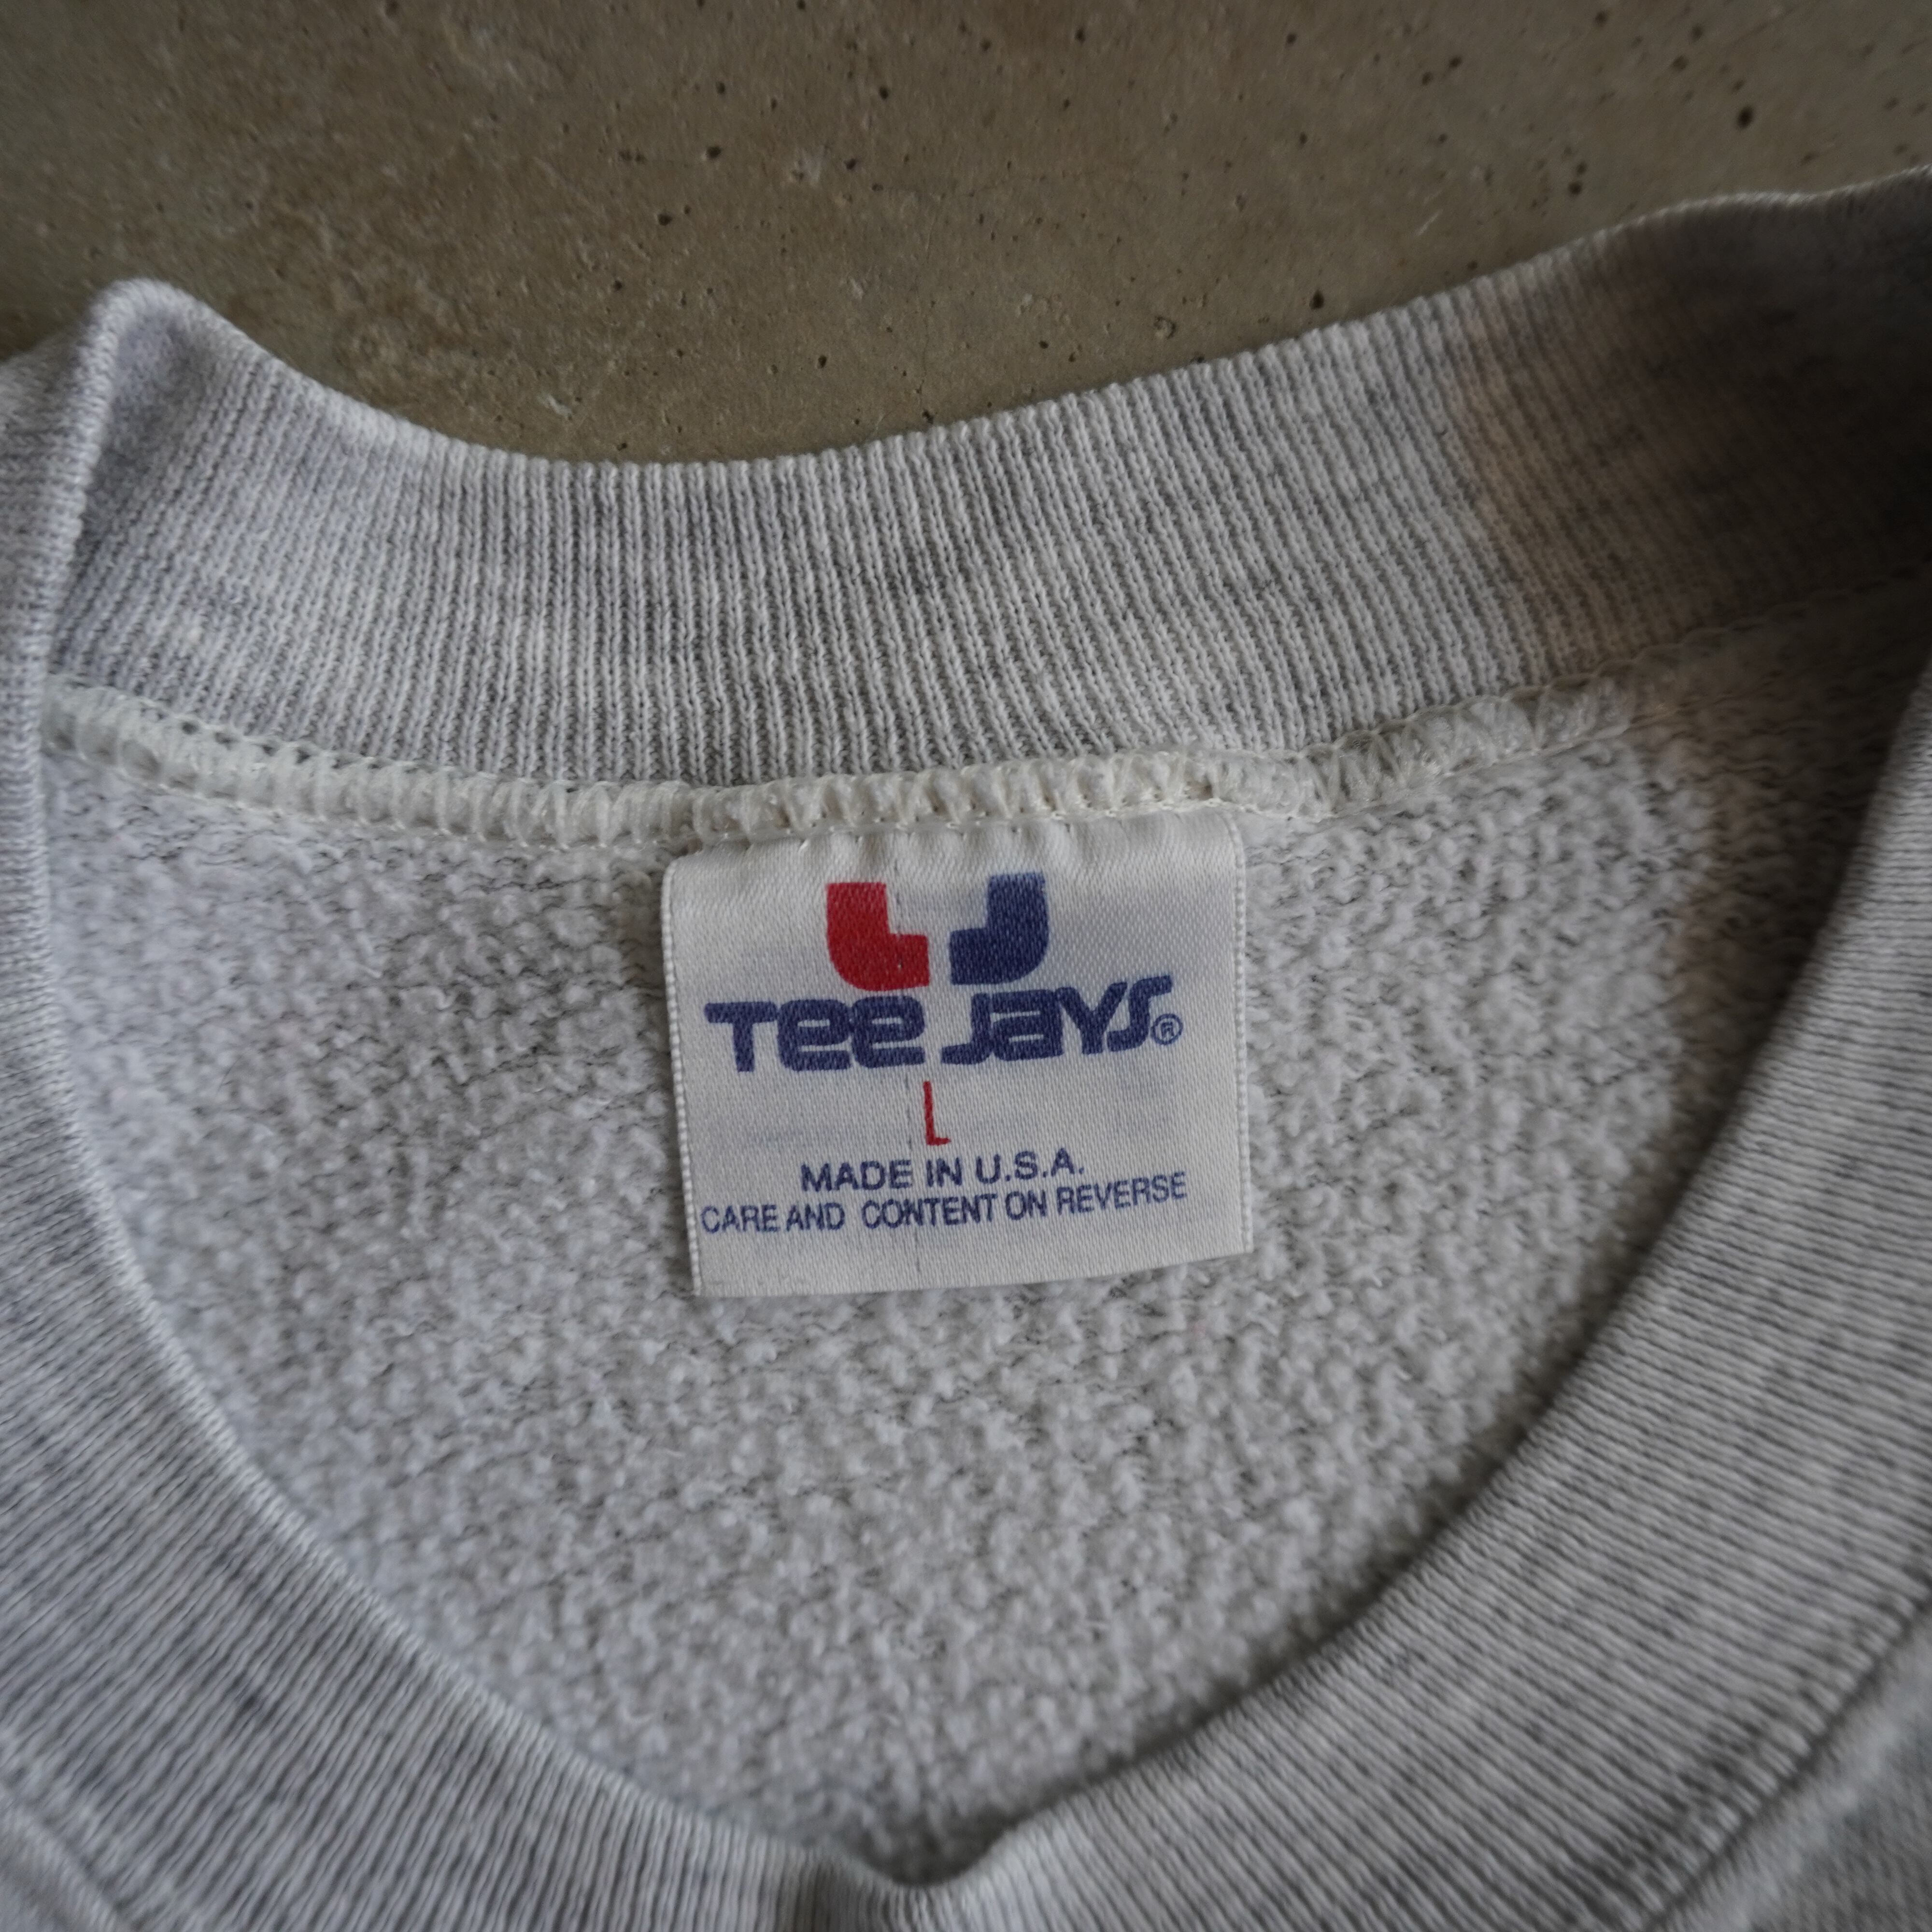 Tee Jays®
L
MADE IN U.S.A.
CARE AND CONTENT ON REVERSE